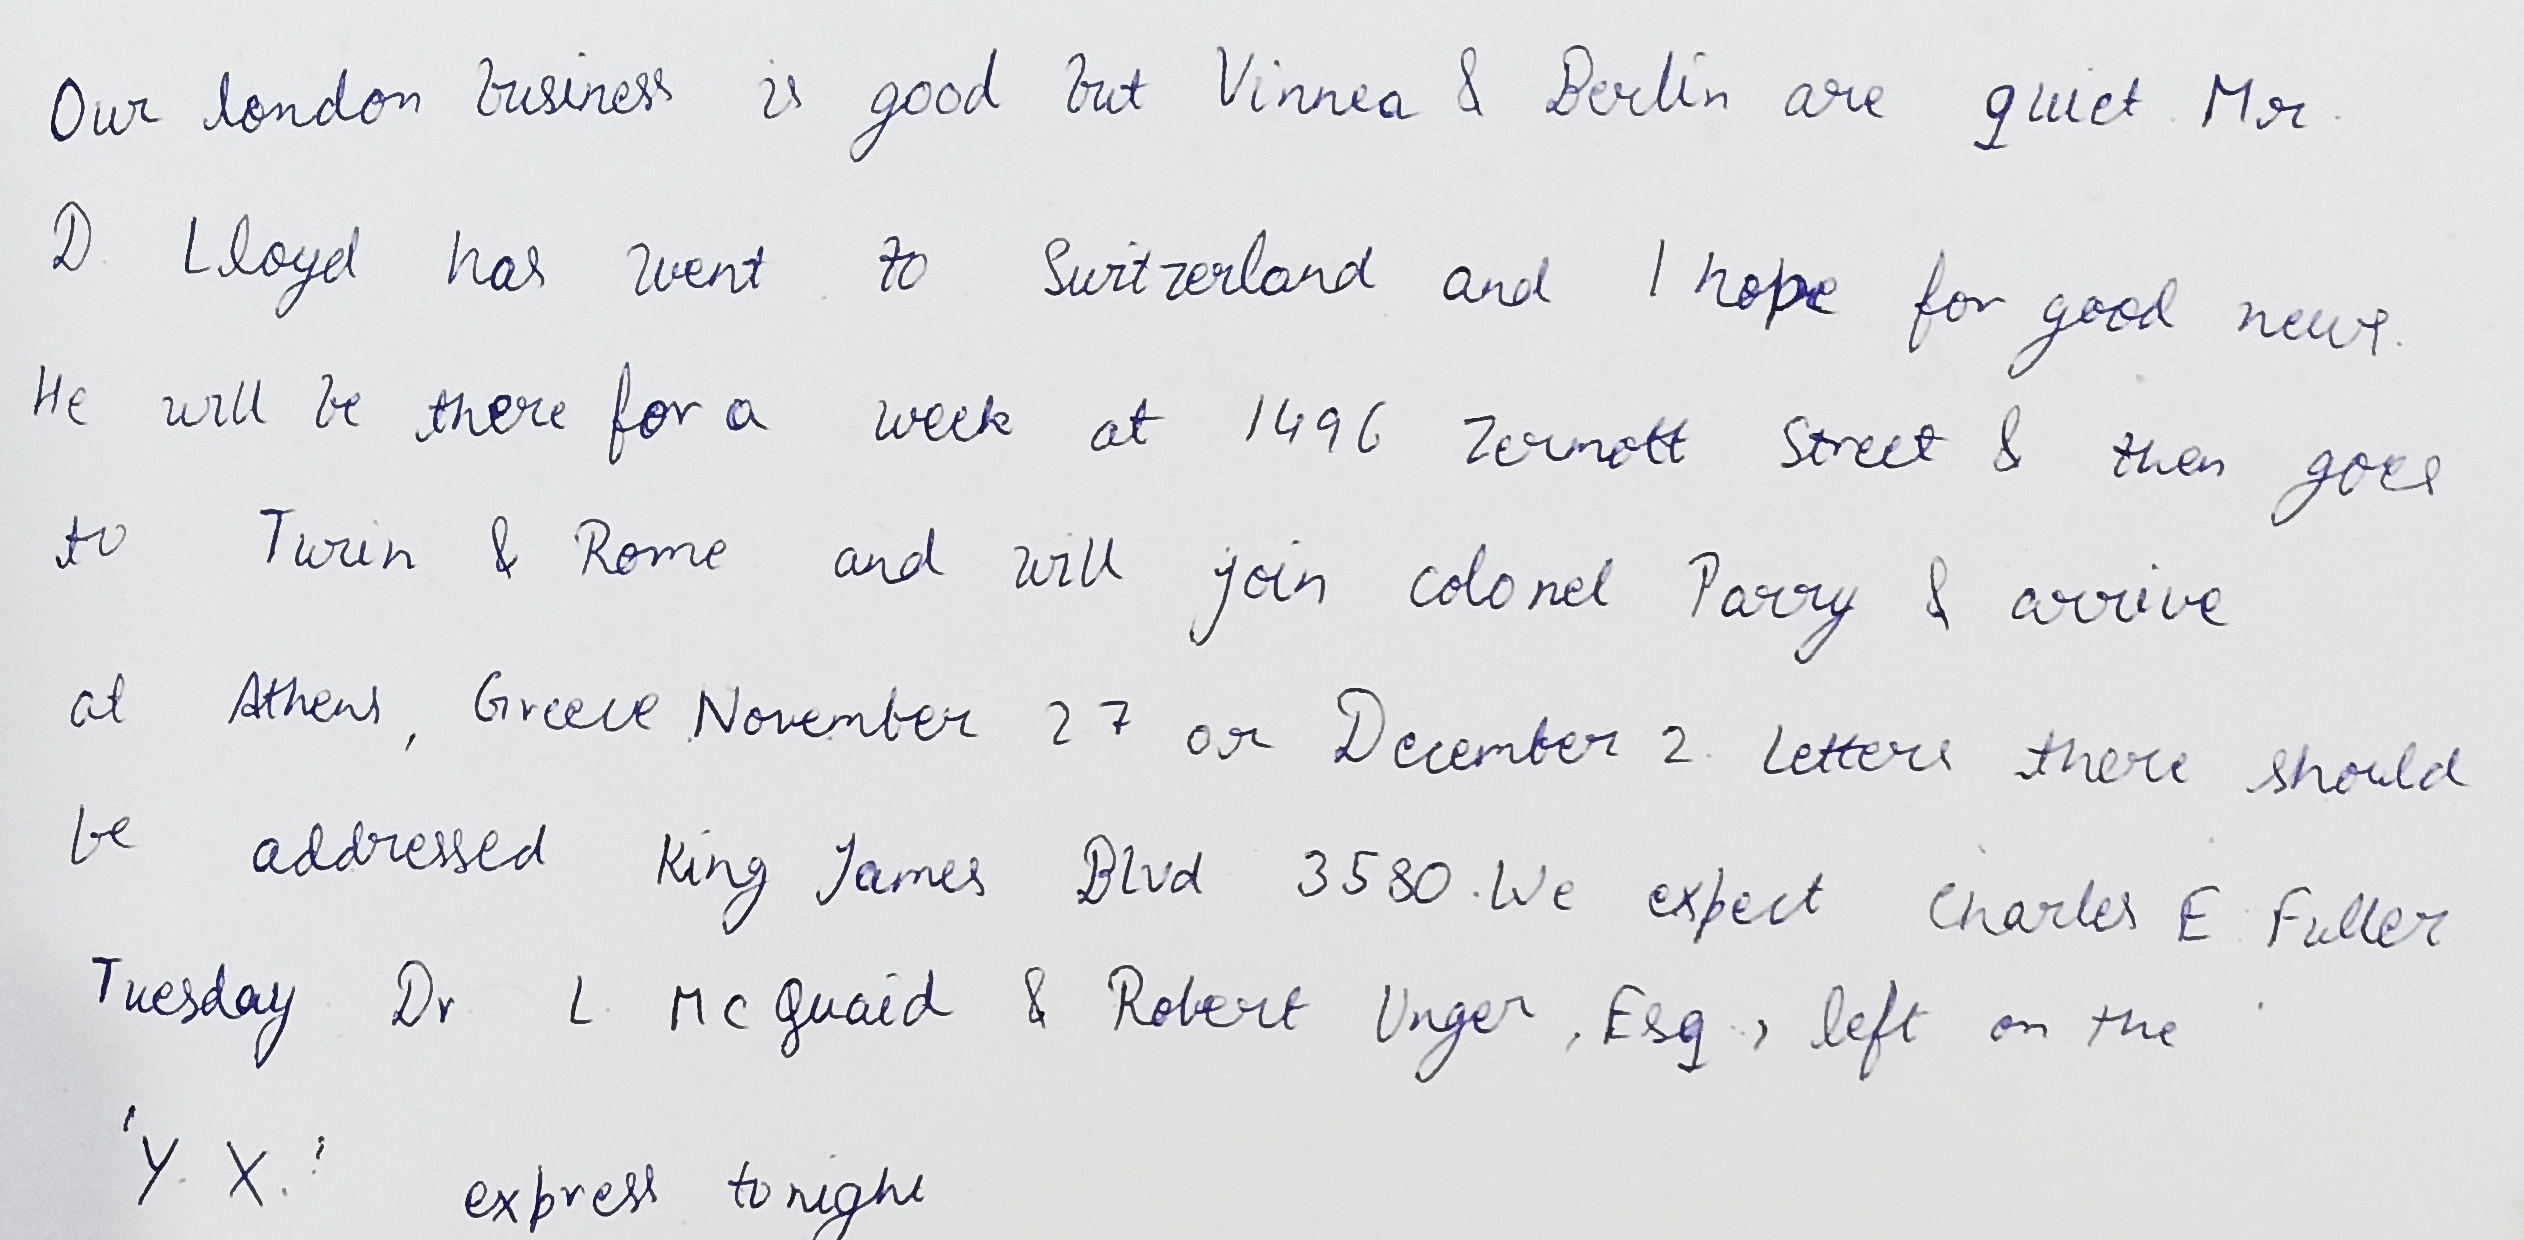 Our london business is good but Vinnea & Berlin are quiet. Mr.
D. Lloyd has went to Switzerland and I hope for good news.
He will be there for a week at 1496 Zermott Street & then goes
to Turin & Rome and will join colonel Parry & arrive
at Athens, Greece November 27 or December 2. Letters there should
be addressed King James Blvd 3580. We expect Charles E. Fuller
Tuesday. Dr. L. McQuaid & Robert Unger, Esq., left on the
'Y. X.' express tonight